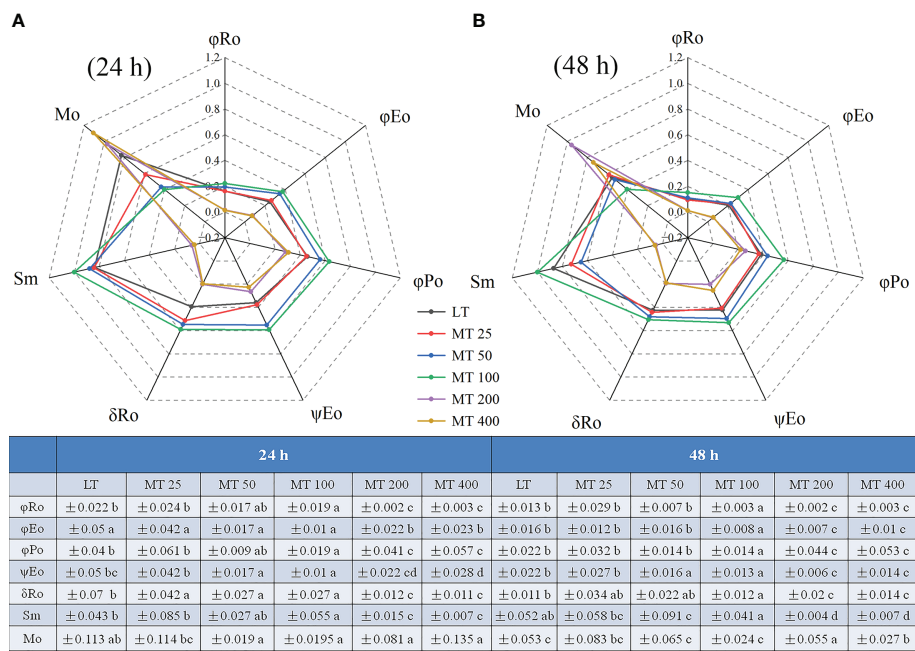 A
B
(24 h)
φRo
1.2
1.0
0.8
0.6
0.4
0.2
0.0
0.2
φEo
φPo
ψEo
δRo
Sm
Mo
LT
MT 25
MT 50
MT 100
MT 200
MT 400
(48 h)
φRo
1.2
1.0
0.8
0.6
0.4
0.2
0.0
0.2
φEo
φPo
ψEo
δRo
Sm
Mo
24 h 48 h
LT MT 25 MT 50 MT 100 MT 200 MT 400 LT MT 25 MT 50 MT 100 MT 200 MT 400
φRo ±0.022 b ±0.024 b ±0.017 ab ±0.019 a ±0.002 c ±0.003 c ±0.013 b ±0.029 b ±0.007 b ±0.003 a ±0.002 c ±0.003 c
φEo ±0.05 a ±0.042 a ±0.017 a ±0.01 a ±0.022 b ±0.023 b ±0.016 b ±0.012 b ±0.016 b ±0.008 a ±0.007 c ±0.01 c
φPo ±0.04 b ±0.061 b ±0.009 ab ±0.019 a ±0.041 c ±0.057 c ±0.022 b ±0.032 b ±0.014 b ±0.014 a ±0.044 c ±0.053 c
ψEo ±0.05 bc ±0.042 b ±0.017 a ±0.01 a ±0.022 cd ±0.028 d ±0.022 b ±0.027 b ±0.016 a ±0.013 a ±0.006 c ±0.014 c
δRo ±0.07 b ±0.042 a ±0.027 a ±0.027 a ±0.012 c ±0.011 c ±0.011 b ±0.034 ab ±0.022 ab ±0.012 a ±0.02 c ±0.014 c
Sm ±0.043 b ±0.085 b ±0.027 ab ±0.055 a ±0.015 c ±0.007 c ±0.052 ab ±0.058 bc ±0.091 c ±0.041 a ±0.004 d ±0.007 d
Mo ±0.113 ab ±0.114 bc ±0.019 a ±0.0195 a ±0.081 a ±0.135 a ±0.053 c ±0.083 bc ±0.065 c ±0.024 c ±0.055 a ±0.027 b